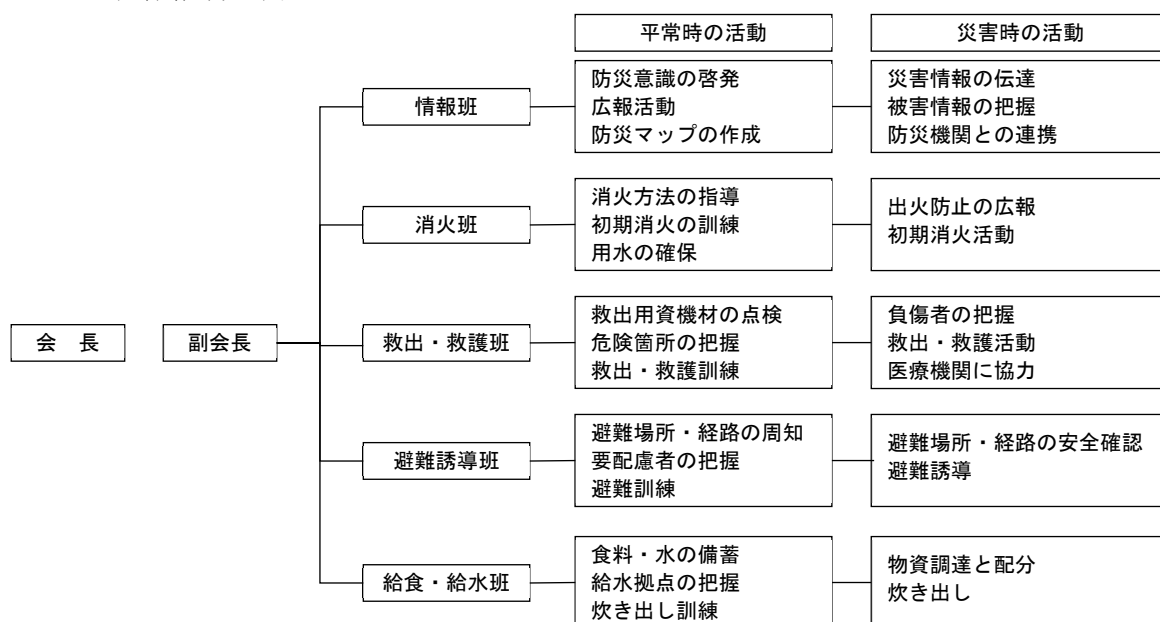 平常時の活動
災害時の活動
情報班
防災意識の啓発
広報活動
防災マップの作成
災害情報の伝達
被害情報の把握
防災機関との連携
消火班
消火方法の指導
初期消火の訓練
用水の確保
出火防止の広報
初期消火活動
会　長
副会長
救出・救護班
救出用資機材の点検
危険箇所の把握
救出・救護訓練
負傷者の把握
救出・救護活動
医療機関に協力
避難誘導班
避難場所・経路の周知
要配慮者の把握
避難訓練
避難場所・経路の安全確認
避難誘導
給食・給水班
食料・水の備蓄
給水拠点の把握
炊き出し訓練
物資調達と配分
炊き出し